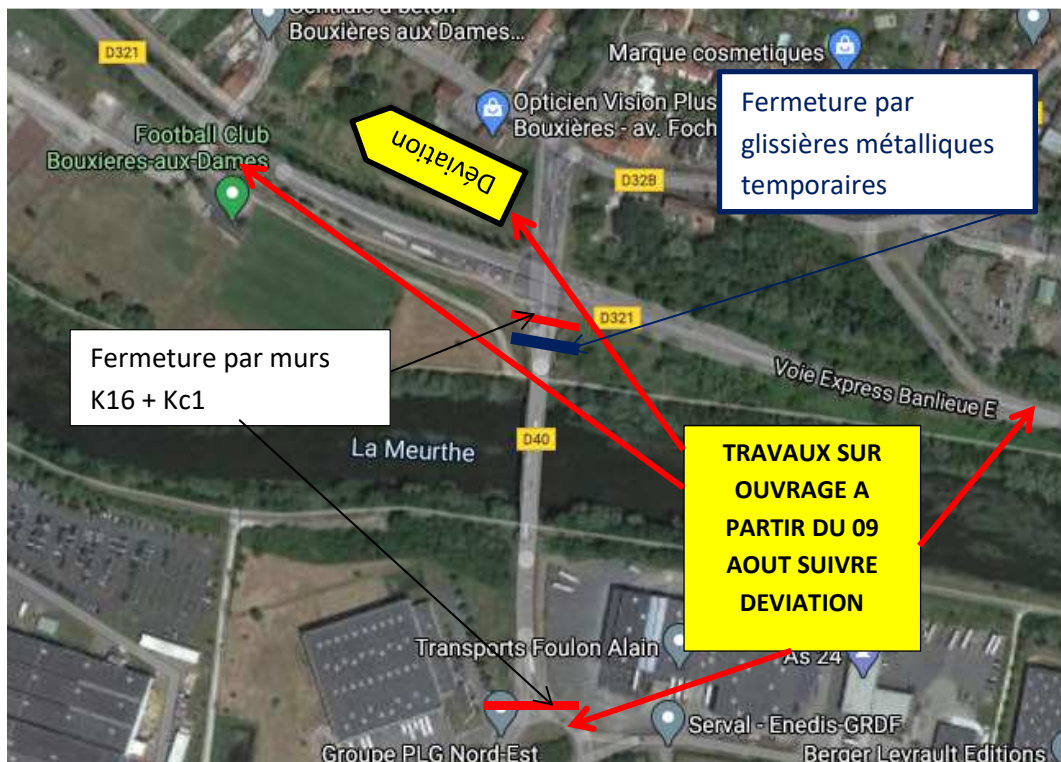 Centrale à béton
Bouxières aux Dames...
D321
Marque cosmetiques
Opticien Vision Plus
Bouxières - av. Foch
Fermeture par
glissières métalliques
temporaires
Football Club
Bouxieres-aux-Dames
Déviation
D32B
D321
Voie Express Banlieue E
Fermeture par murs
K16 + Kc1
La Meurthe
D40
TRAVAUX SUR
OUVRAGE A
PARTIR DU 09
AOUT SUIVRE
DEVIATION
Transports Foulon Alain
As 24
Serval - Enedis-GRDF
Groupe PLG Nord-Est
Berger Levrault Editions